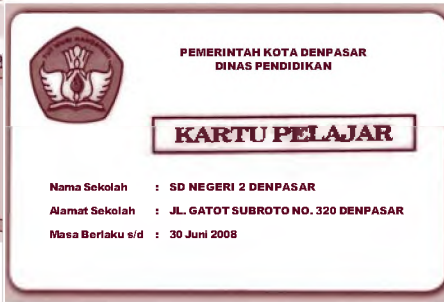 PEMERINTAH KOTA DENPASAR
DINAS PENDIDIKAN
KARTU PELAJAR
Nama Sekolah : SD NEGERI 2 DENPASAR
Alamat Sekolah : JL. GATOT SUBROTO NO. 320 DENPASAR
Masa Berlaku s/d : 30 Juni 2008